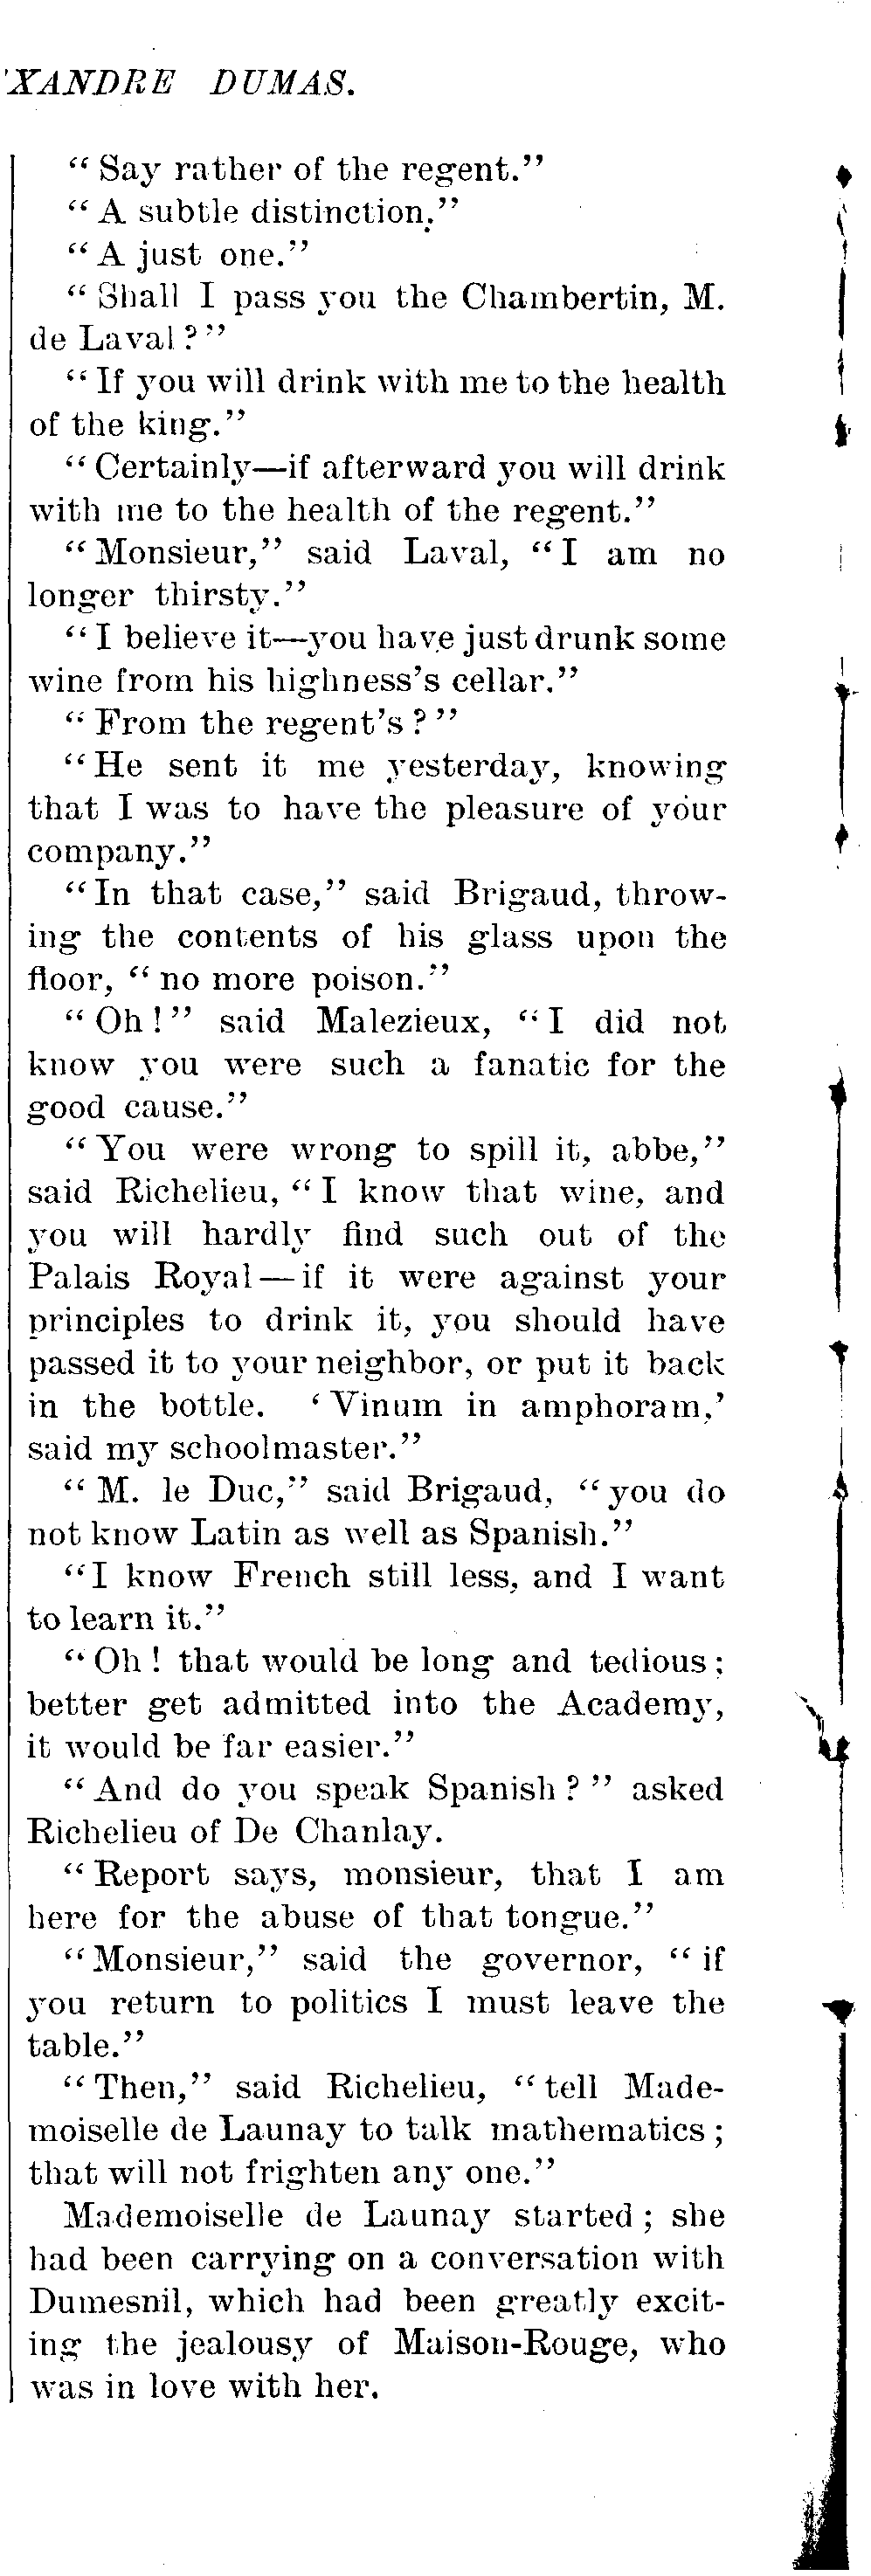 'XANDRE DUMAS.
“Say rather of the regent.”
“A subtle distinction.”
“A just one.”
“Shall I pass you the Chambertin, M.
de Laval?”
“If you will drink with me to the health
of the king.”
“Certainly—if afterward you will drink
with me to the health of the regent.”
“Monsieur,” said Laval, “I am no
longer thirsty.”
“I believe it—you have just drunk some
wine from his highness's cellar.”
“From the regent's?”
“He sent it me yesterday, knowing
that I was to have the pleasure of your
company.”
“In that case,” said Brigaud, throw-
ing the contents of his glass upon the
floor, “no more poison.”
“Oh!” said Malezieux, “I did not
know you were such a fanatic for the
good cause.”
“You were wrong to spill it, abbe,”
said Richelieu, “I know that wine, and
you will hardly find such out of the
Palais Royal—if it were against your
principles to drink it, you should have
passed it to your neighbor, or put it back
in the bottle. ‘Vinum in amphoram,’
said my schoolmaster.”
“M. le Duc,” said Brigaud, “you do
not know Latin as well as Spanish.”
“I know French still less, and I want
to learn it.”
“Oh! that would be long and tedious;
better get admitted into the Academy,
it would be far easier.”
“And do you speak Spanish?” asked
Richelieu of De Chanlay.
“Report says, monsieur, that I am
here for the abuse of that tongue.”
“Monsieur,” said the governor, “if
you return to politics I must leave the
table.”
“Then,” said Richelieu, “tell Made-
moiselle de Launay to talk mathematics;
that will not frighten any one.”
Mademoiselle de Launay started; she
had been carrying on a conversation with
Dumesnil, which had been greatly excit-
ing the jealousy of Maison-Rouge, who
was in love with her.